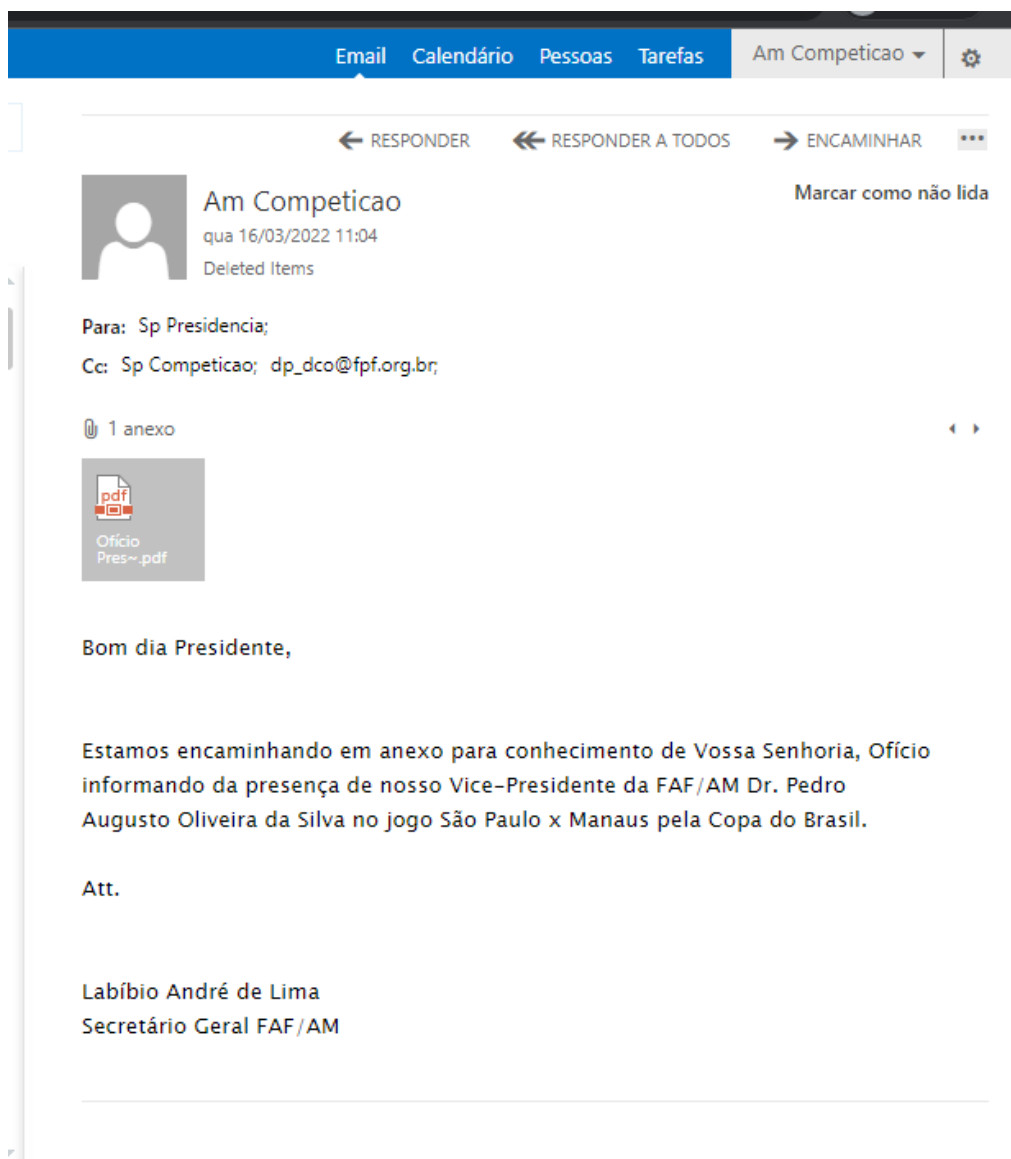 Email Calendário Pessoas Tarefas Am Competicao
RESPONDER RESPONDER A TODOS ENCAMINHAR ...
Am Competicao
Marcar como não lida
qua 16/03/2022 11:04
Deleted Items
Para: Sp Presidencia;
Cc: Sp Competicao; dp_dco@fpf.org.br;
1 anexo
pdf
Ofício
Pres~.pdf
Bom dia Presidente,
Estamos encaminhando em anexo para conhecimento de Vossa Senhoria, Ofício
informando da presença de nosso Vice-Presidente da FAF/AM Dr. Pedro
Augusto Oliveira da Silva no jogo São Paulo x Manaus pela Copa do Brasil.
Att.
Labíbio André de Lima
Secretário Geral FAF/AM